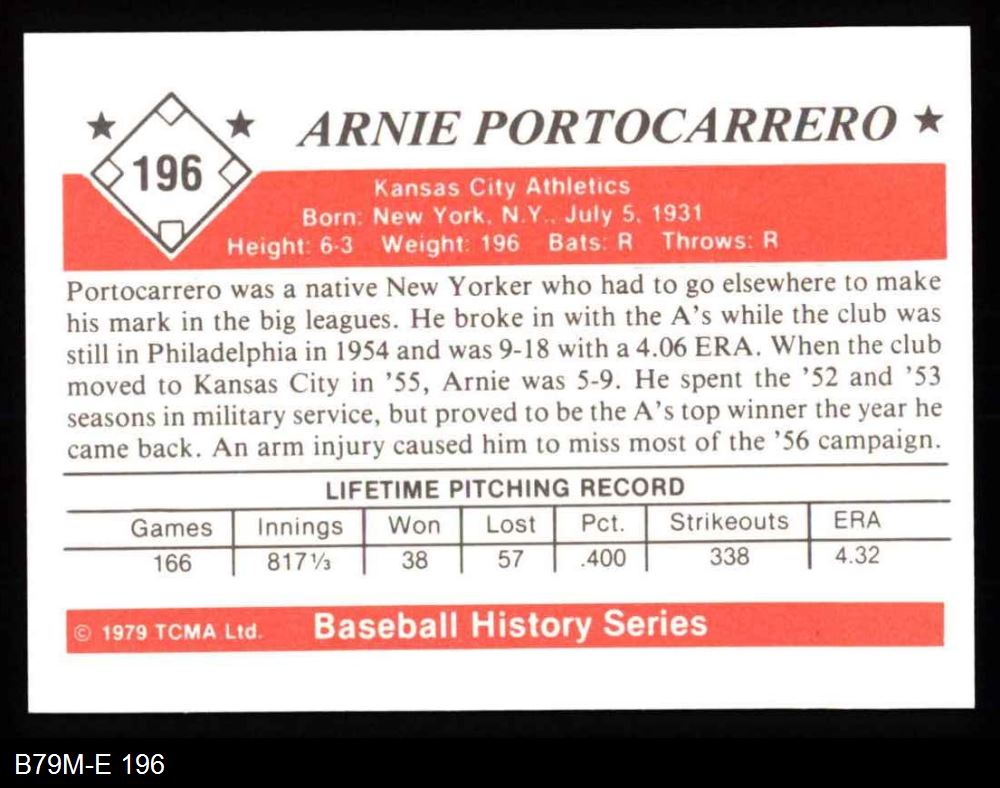 196
ARNIE PORTOCARRERO
Kansas City Athletics
Born: New York, N.Y., July 5, 1931
Height: 6-3 Weight: 196 Bats: R Throws: R
Portocarrero was a native New Yorker who had to go elsewhere to make
his mark in the big leagues. He broke in with the A's while the club was
still in Philadelphia in 1954 and was 9-18 with a 4.06 ERA. When the club
moved to Kansas City in '55, Arnie was 5-9. He spent the '52 and '53
seasons in military service, but proved to be the A's top winner the year he
came back. An arm injury caused him to miss most of the '56 campaign.
LIFETIME PITCHING RECORD
Games Innings Won Lost Pct. Strikeouts ERA
166 817⅓ 38 57 .400 338 4.32
© 1979 TCMA Ltd. Baseball History Series
B79M-E 196